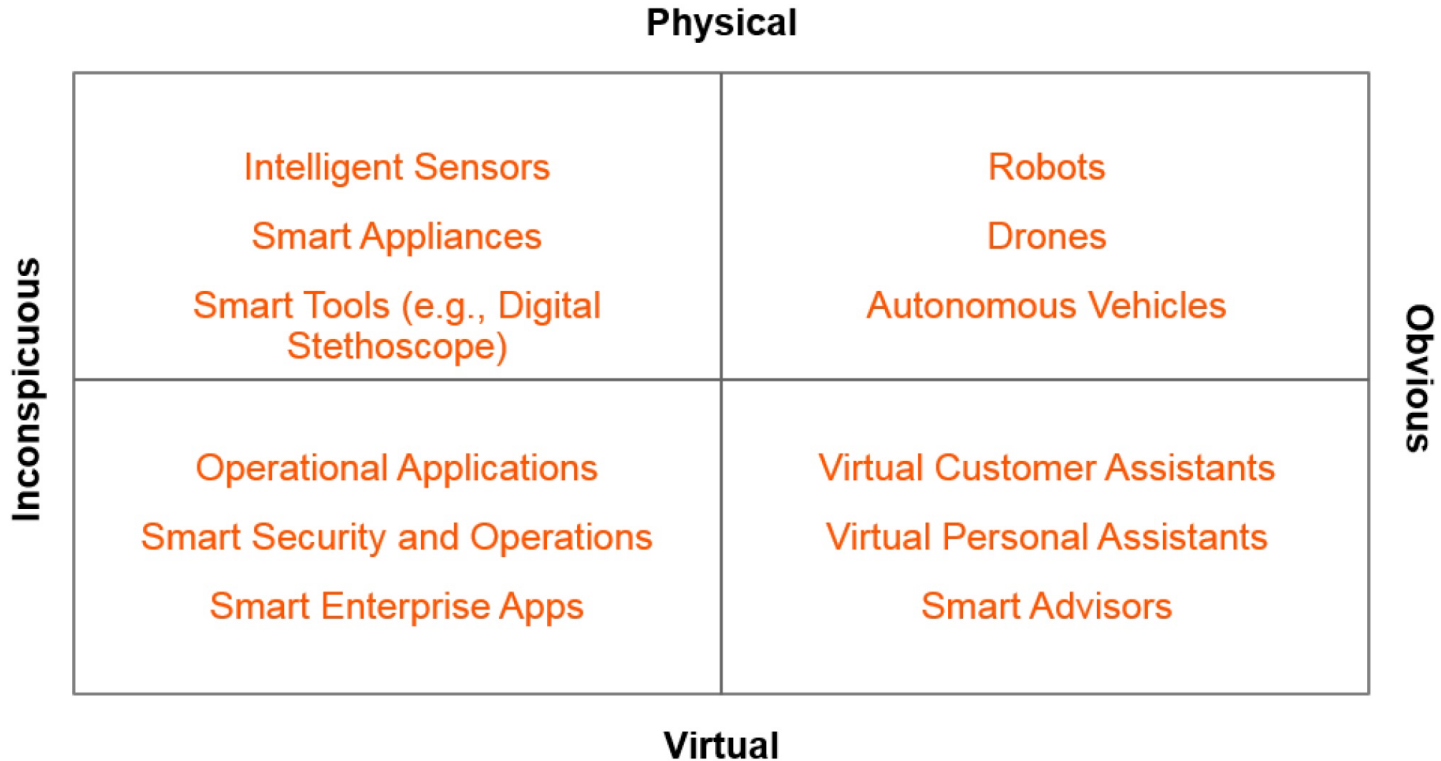 Physical
Intelligent Sensors
Smart Appliances
Smart Tools (e.g., Digital
Stethoscope)
Robots
Drones
Autonomous Vehicles
Inconspicuous
Obvious
Operational Applications
Smart Security and Operations
Smart Enterprise Apps
Virtual Customer Assistants
Virtual Personal Assistants
Smart Advisors
Virtual